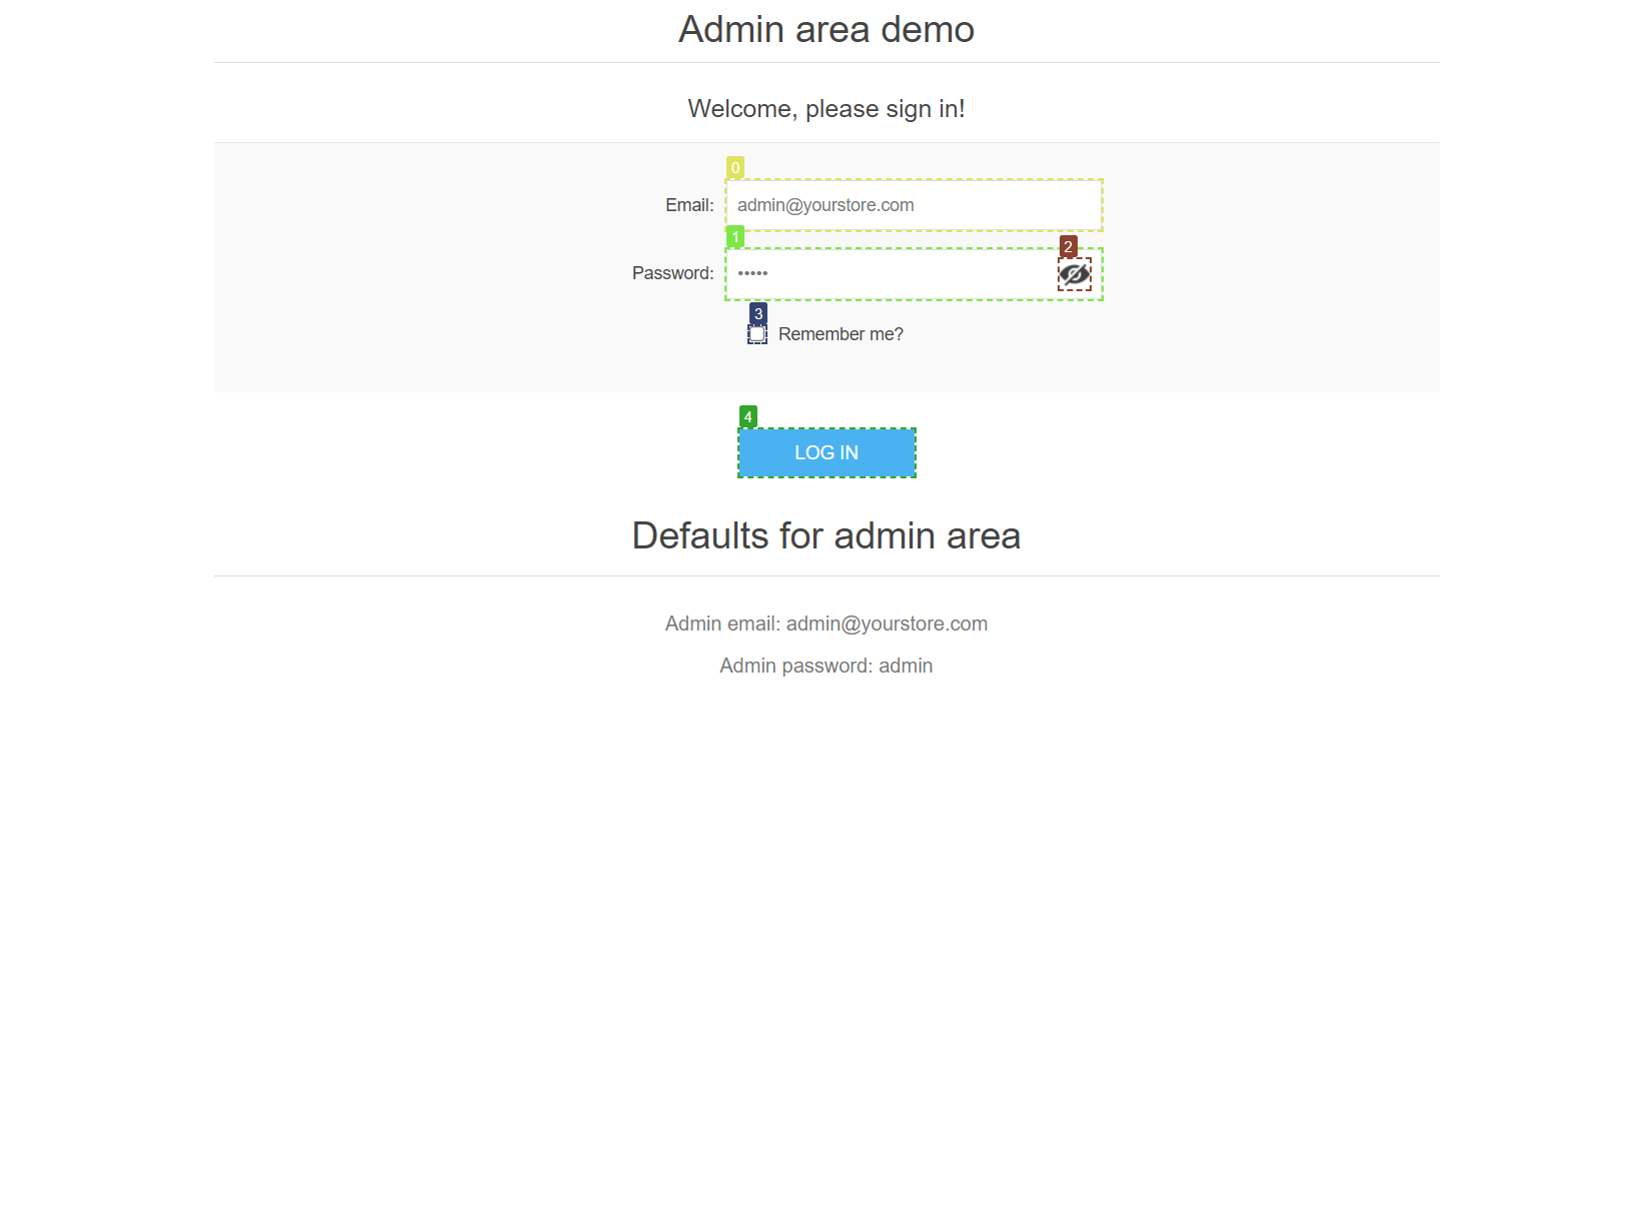 Admin area demo
Welcome, please sign in!
0
Email: admin@yourstore.com
1
2
Password: •••••
3
Remember me?
4
LOG IN
Defaults for admin area
Admin email: admin@yourstore.com
Admin password: admin